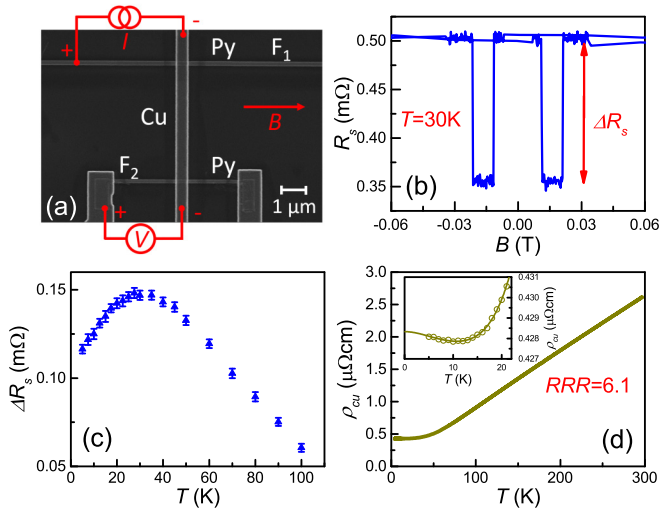 + I -
Py F₁
Cu B
F₂ Py
(a) + V - 1 μm
0.50
0.45
0.40
0.35
Rₛ (mΩ)
T=30K
ΔRₛ
(b)
-0.06 -0.03 0.00 0.03 0.06
B (T)
0.15
0.10
0.05
ΔRₛ (mΩ)
(c)
0 20 40 60 80 100
T (K)
3.0
2.5
2.0
1.5
1.0
0.5
0.0
ρcu (μΩcm)
0.431
0.430
0.428
0.427
ρcu (μΩcm)
0 10 20
T (K)
RRR=6.1
(d)
0 100 200 300
T (K)